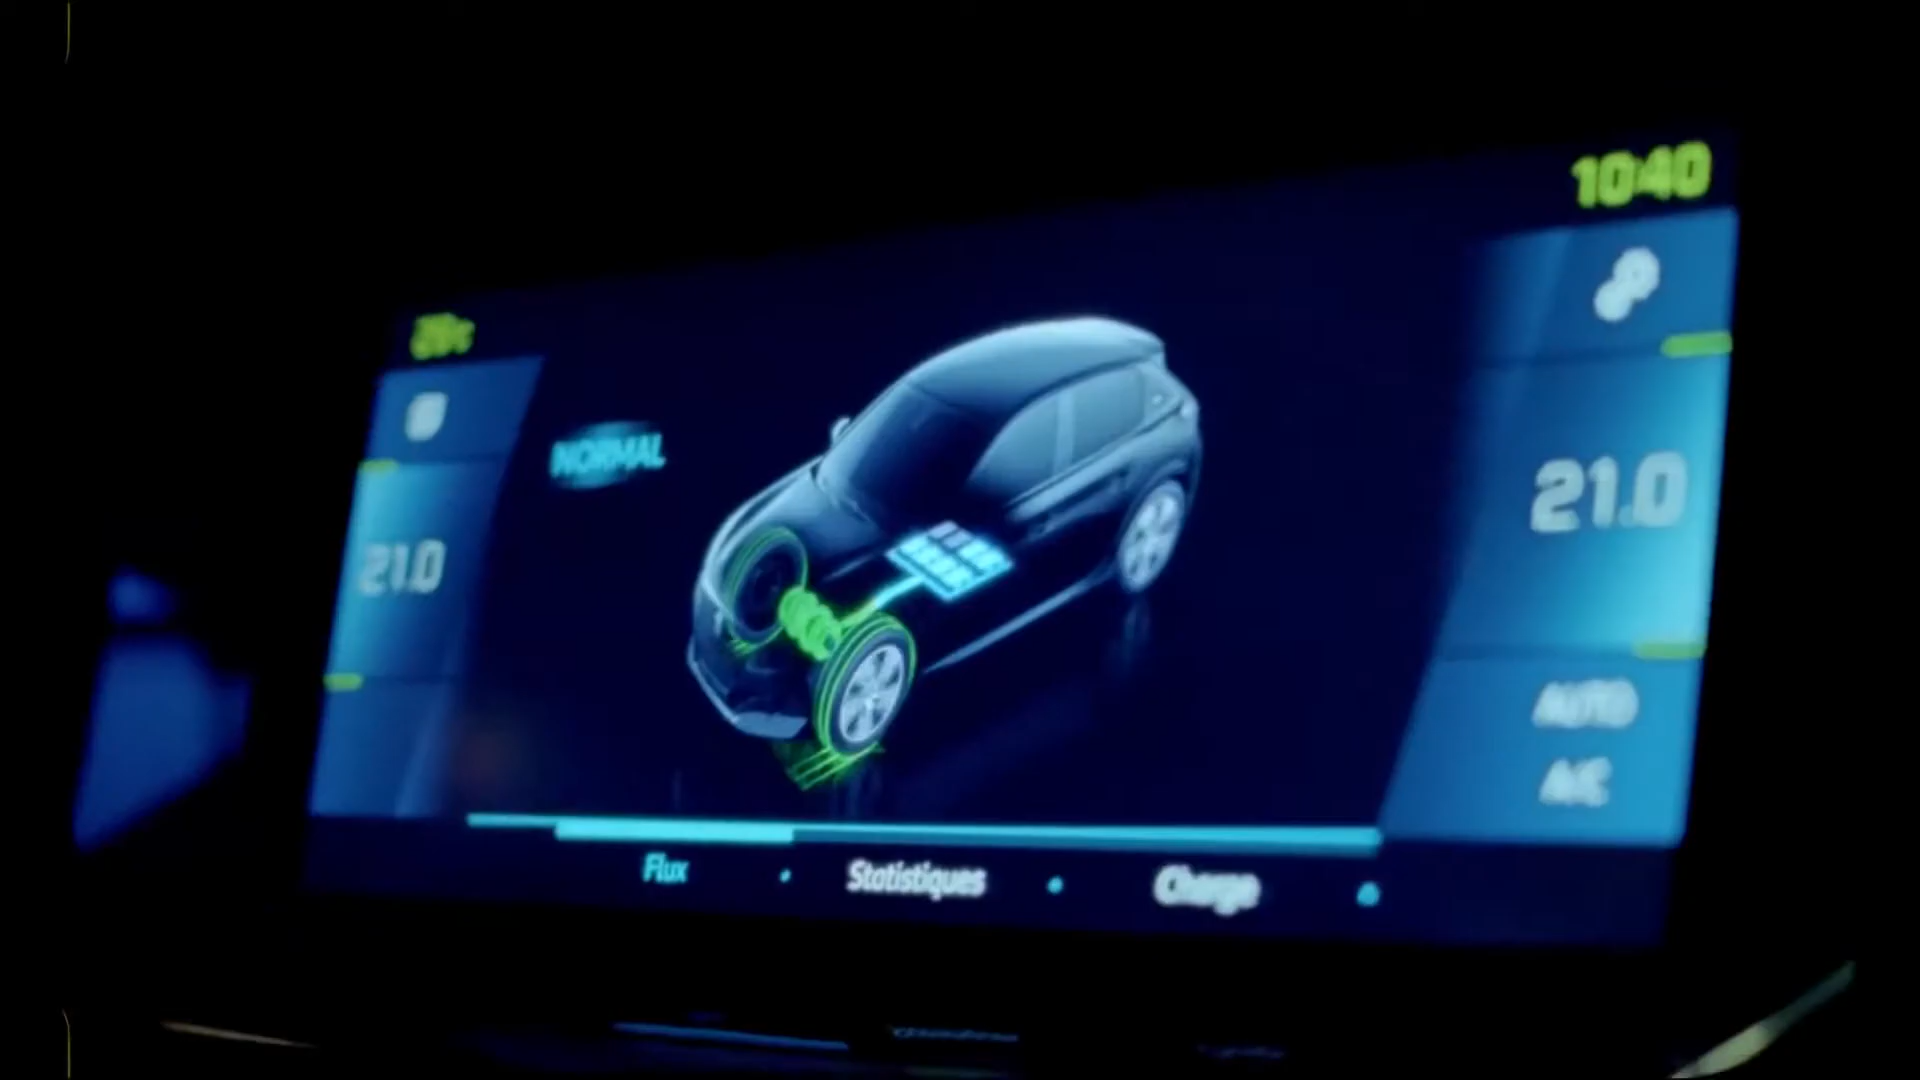 10:40
NORMAL
21.0
21.0
AUTO
A/C
Flux
Statistiques
Charge